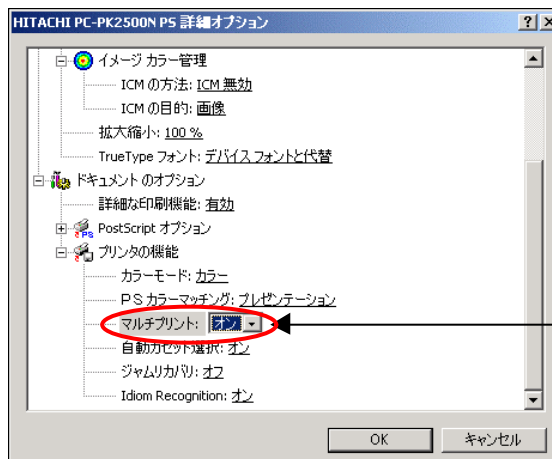 HITACHI PC-PK2500N PS 詳細オプション
イメージ カラー管理
ICM の方法: ICM 無効
ICM の目的: 画像
拡大縮小: 100 %
TrueType フォント: デバイス フォントと代替
ドキュメント のオプション
詳細な印刷機能: 有効
PostScript オプション
プリンタの機能
カラーモード: カラー
PSカラーマッチング: プレゼンテーション
マルチプリント: オン
自動カセット選択: オン
ジャムリカバリ: オフ
Idiom Recognition: オン
OK キャンセル